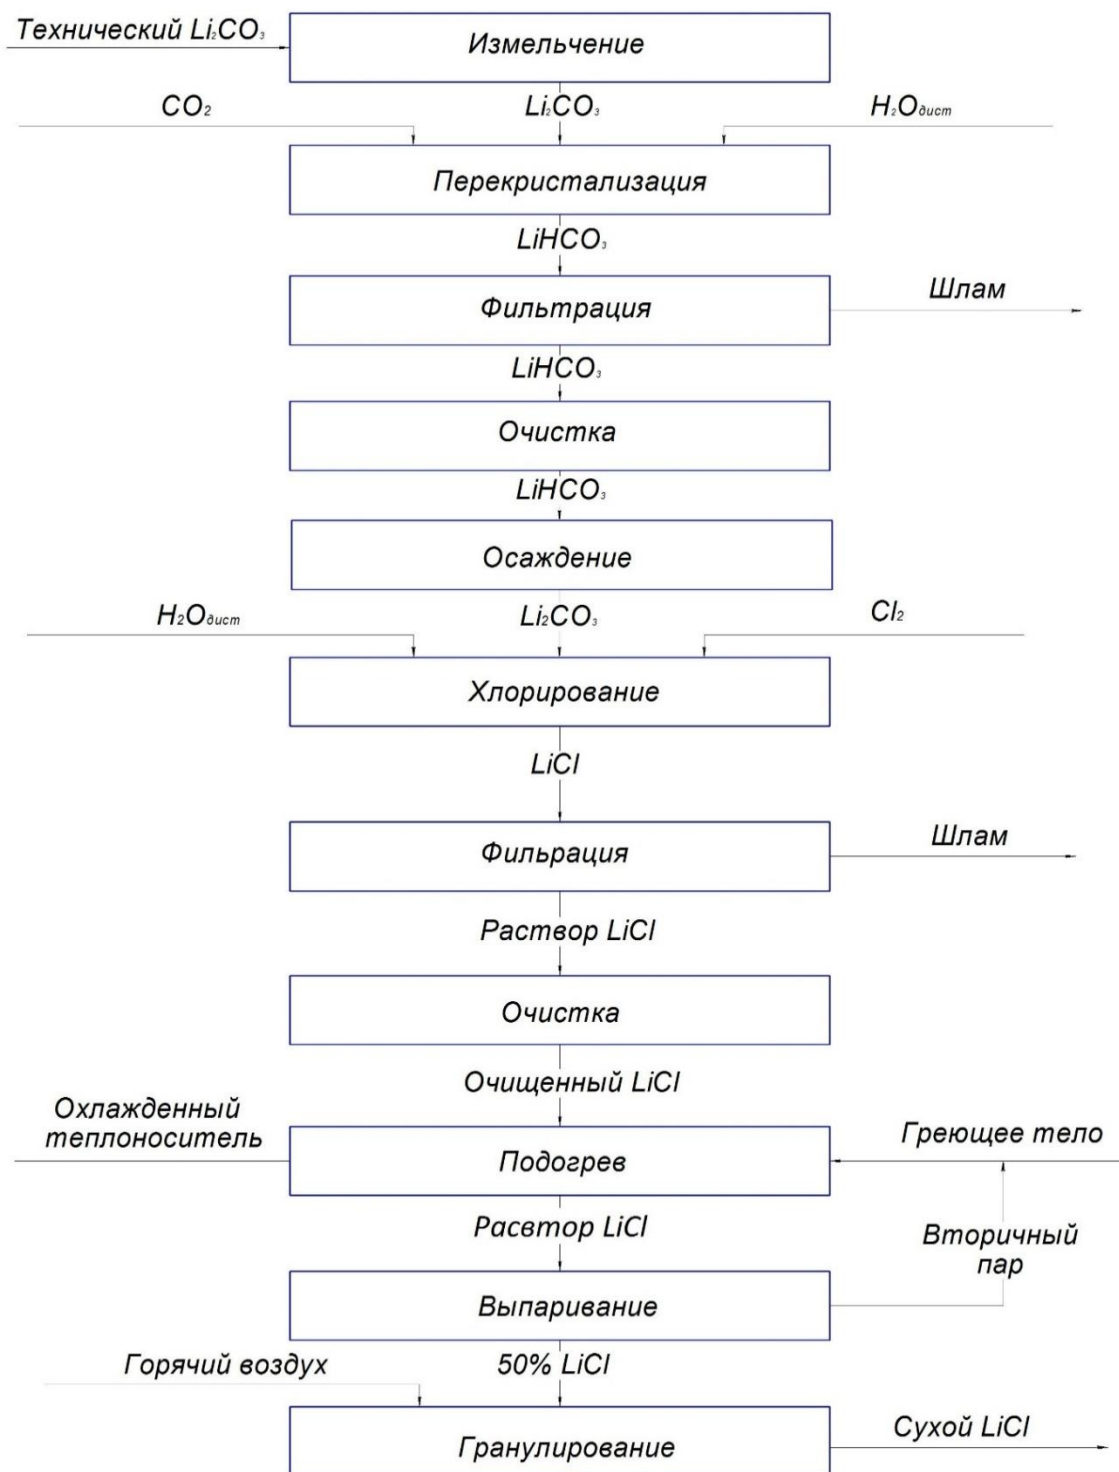 Технический Li₂CO₃
Измельчение
CO₂
Li₂CO₃
H₂Oдист
Перекристализация
LiHCO₃
Фильтрация
Шлам
LiHCO₃
Очистка
LiHCO₃
Осаждение
H₂Oдист
Li₂CO₃
Cl₂
Хлорирование
LiCl
Фильрация
Шлам
Раствор LiCl
Очистка
Очищенный LiCl
Охлажденный
теплоноситель
Подогрев
Греющее тело
Расвтор LiCl
Вторичный
пар
Выпаривание
Горячий воздух
50% LiCl
Гранулирование
Сухой LiCl